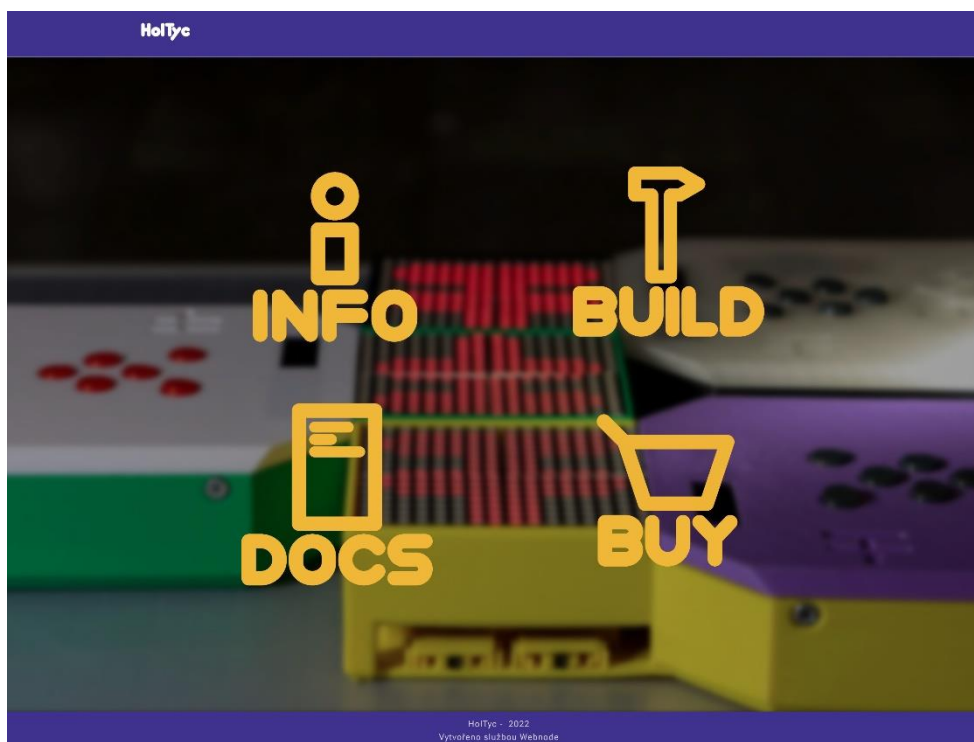 HolTyc
INFO
BUILD
DOCS
BUY
HolTyc - 2022
Vytvořeno službou Webnode